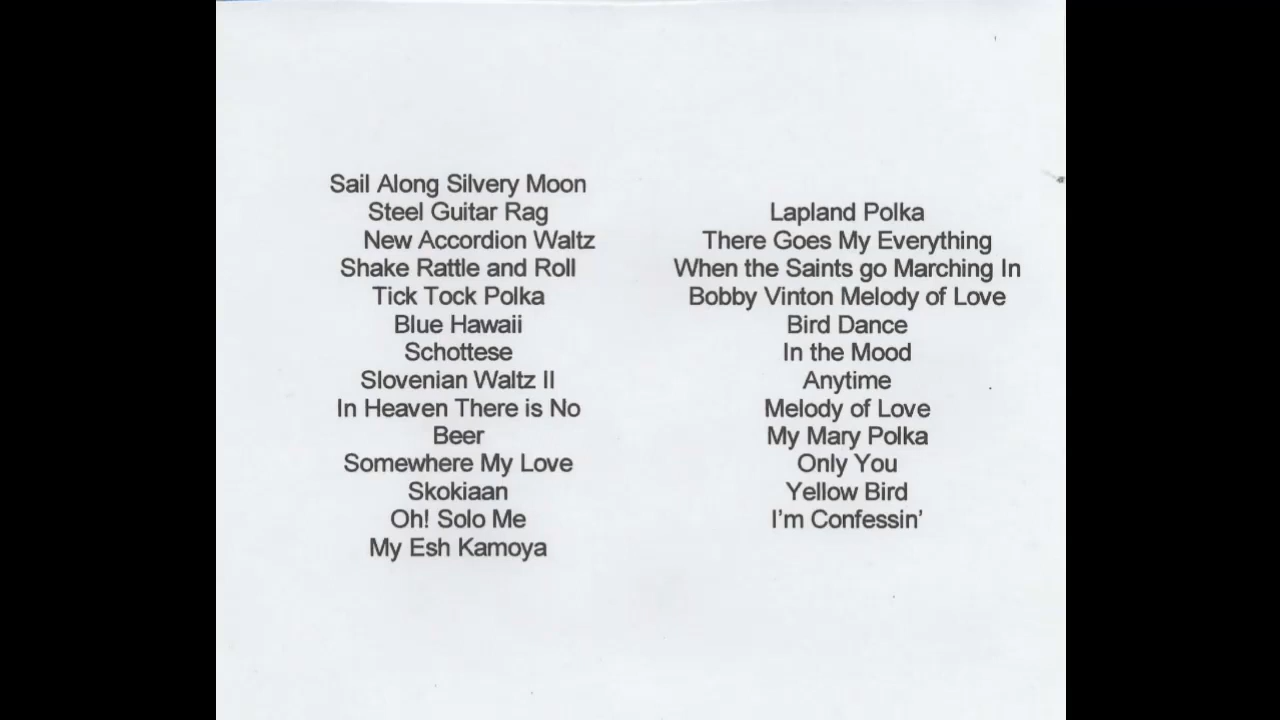 Sail Along Silvery Moon
Steel Guitar Rag
New Accordion Waltz
Shake Rattle and Roll
Tick Tock Polka
Blue Hawaii
Schottese
Slovenian Waltz II
In Heaven There is No
Beer
Somewhere My Love
Skokiaan
Oh! Solo Me
My Esh Kamoya
Lapland Polka
There Goes My Everything
When the Saints go Marching In
Bobby Vinton Melody of Love
Bird Dance
In the Mood
Anytime
Melody of Love
My Mary Polka
Only You
Yellow Bird
I'm Confessin'